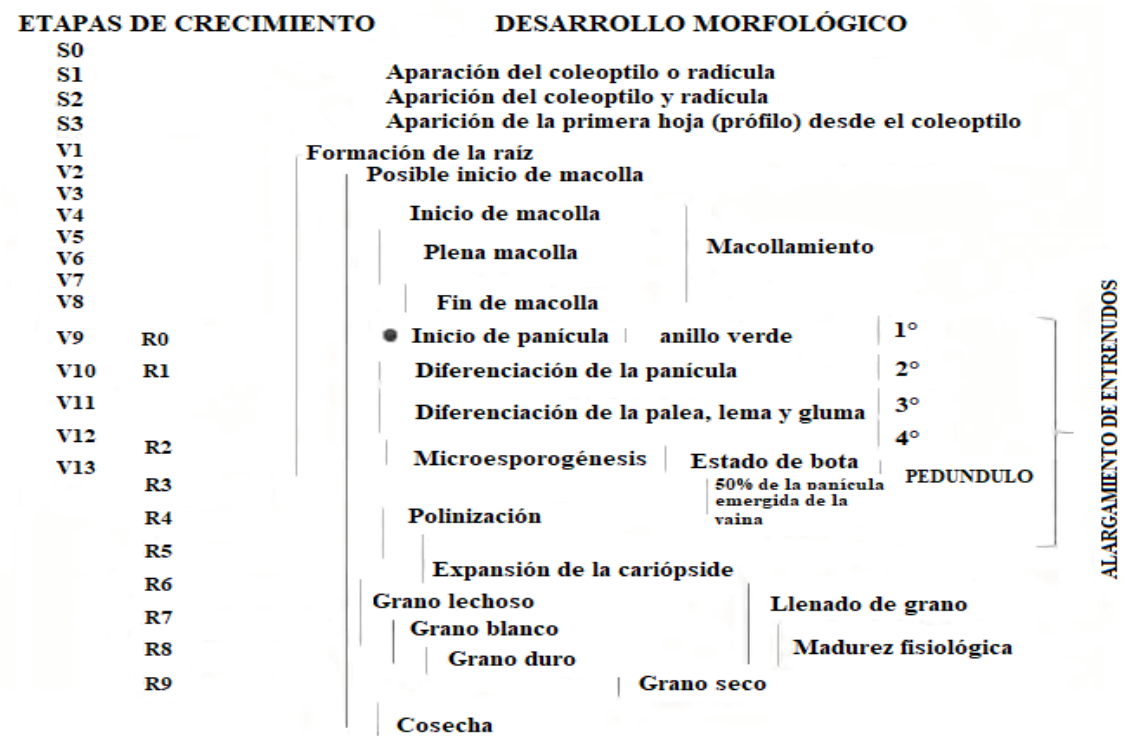 ETAPAS DE CRECIMIENTO DESARROLLO MORFOLÓGICO
S0
S1 Aparación del coleoptilo o radícula
S2 Aparición del coleoptilo y radícula
S3 Aparición de la primera hoja (prófilo) desde el coleoptilo
V1 Formación de la raíz
V2 Posible inicio de macolla
V3
V4 Inicio de macolla
V5
V6 Plena macolla Macollamiento
V7
V8 Fin de macolla
V9 R0 Inicio de panícula anillo verde 1°
V10 R1 Diferenciación de la panícula 2°
V11 Diferenciación de la palea, lema y gluma 3°
V12 R2 4°
V13 Microesporogénesis Estado de bota PEDUNDULO
R3 50% de la panícula
emergida de la
vaina
R4 Polinización
R5
Expansión de la cariópside
R6
Grano lechoso Llenado de grano
R7
Grano blanco
R8 Grano duro Madurez fisiológica
R9 Grano seco
Cosecha
ALARGAMIENTO DE ENTRENUDOS